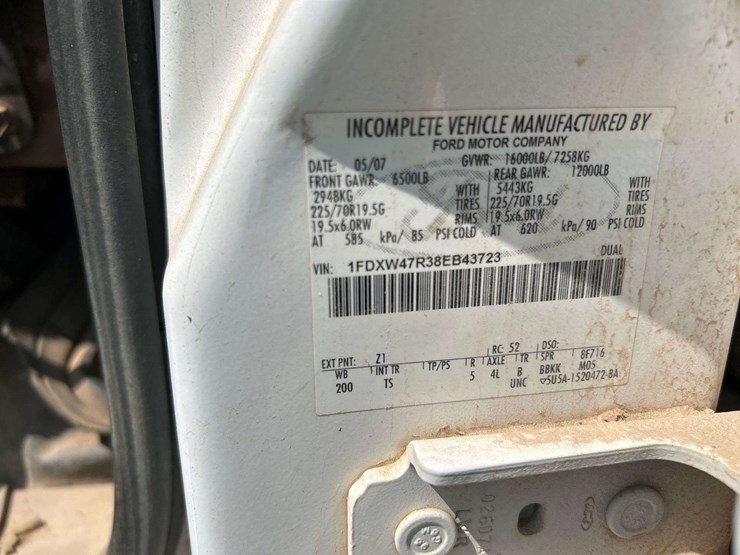 INCOMPLETE VEHICLE MANUFACTURED BY
FORD MOTOR COMPANY
DATE: 05/07 GVWR: 16000LB/ 7258KG
FRONT GAWR: 6500LB REAR GAWR: 12000LB
2948KG WITH 5443KG WITH
225/70R19.5G TIRES 225/70R19.5G TIRES
19.5x6.0RW RIMS 19.5x6.0RW RIMS
AT 585 kPa/ 85 PSI COLD AT 620 kPa/ 90 PSI COLD
DUAL
VIN: 1FDXW47R38EB43723
EXT PNT: Z1 RC: 52 DSO:
WB INT TR TP/PS R AXLE TR SPR BF716
200 TS 5 4L B BBKK M05
UNC 5U5A-1520472-BA